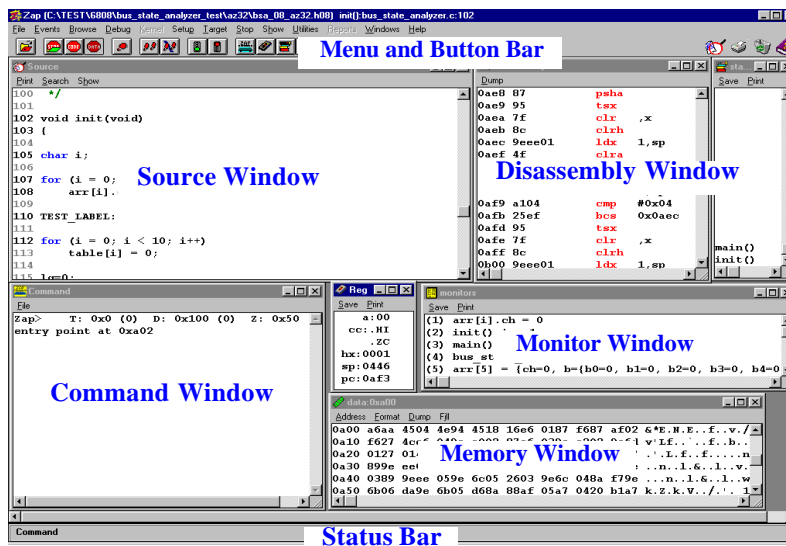 Zap (C:\TEST\6808\bus_state_analyzer_test\az32\bsa_08_az32.h08) init():bus_state_analyzer.c:102
File Events Browse Debug Kernel Setup Target Stop Show Utilities Reports Windows Help
Menu and Button Bar
Source
Print Search Show
100 */
101
102 void init(void)
103 {
104
105 char i;
106
107 for (i = 0;
108 arr[i].
109
110 TEST_LABEL:
111
112 for (i = 0; i < 10; i++)
113 table[i] = 0;
114
115 lg=0;
Source Window
Dump
0ae8 87 psha
0ae9 95 tsx
0aea 7f clr ,x
0aeb 8c clrh
0aec 9eee01 ldx 1,sp
0aef 4f clra
Disassembly Window
0af9 a104 cmp #0x04
0afb 25ef bcs 0x0aec
0afd 95 tsx
0afe 7f clr ,x
0aff 8c clrh
0b00 9eee01 ldx 1,sp
sta...
Save Print
main()
init()
Command
File
Zap> T: 0x0 (0) D: 0x100 (0) Z: 0x50
entry point at 0xa02
Command Window
Reg
Save Print
a:00
cc:.HI
.ZC
hx:0001
sp:0446
pc:0af3
monitors
Save Print
(1) arr[i].ch = 0
(2) init()
(3) main()
(4) bus_st
(5) arr[5] = {ch=0, b={b0=0, b1=0, b2=0, b3=0, b4=0
Monitor Window
data:0xa00
Address Format Dump Fill
0a00 a6aa 4504 4e94 4518 16e6 0187 f687 af02 &*E.N.E..f..v./
0a10 f627
0a20 0127
0a30 899e
0a40 0389 9eee 059e 6c05 2603 9e6c 048a f79e ...n..l.&..l..w
0a50 6b06 da9e 6b05 d68a 88af 05a7 0420 b1a7 k.Z.k.V../.'. 1
Memory Window
Command
Status Bar